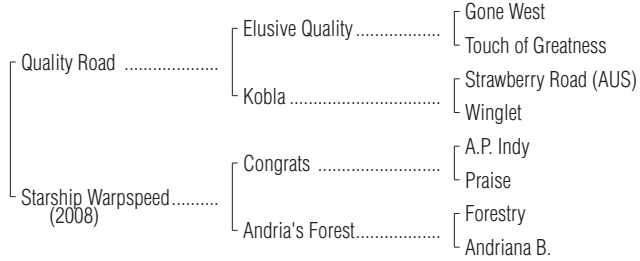 Gone West
Elusive Quality ..................
Touch of Greatness
Quality Road ....................
Strawberry Road (AUS)
Kobla ................................
Winglet
A.P. Indy
Congrats ..........................
Praise
Starship Warpspeed..........
(2008)
Forestry
Andria's Forest..................
Andriana B.